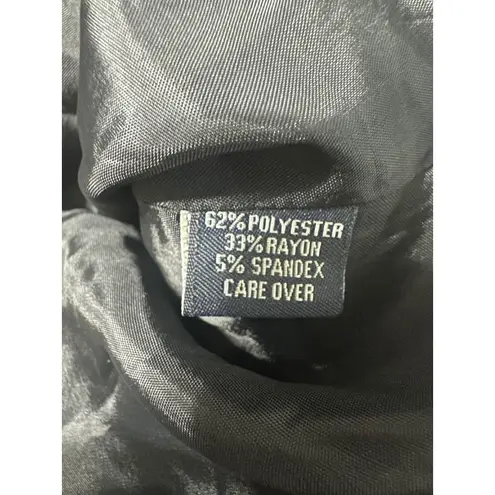 62% POLYESTER
33% RAYON
5% SPANDEX
CARE OVER